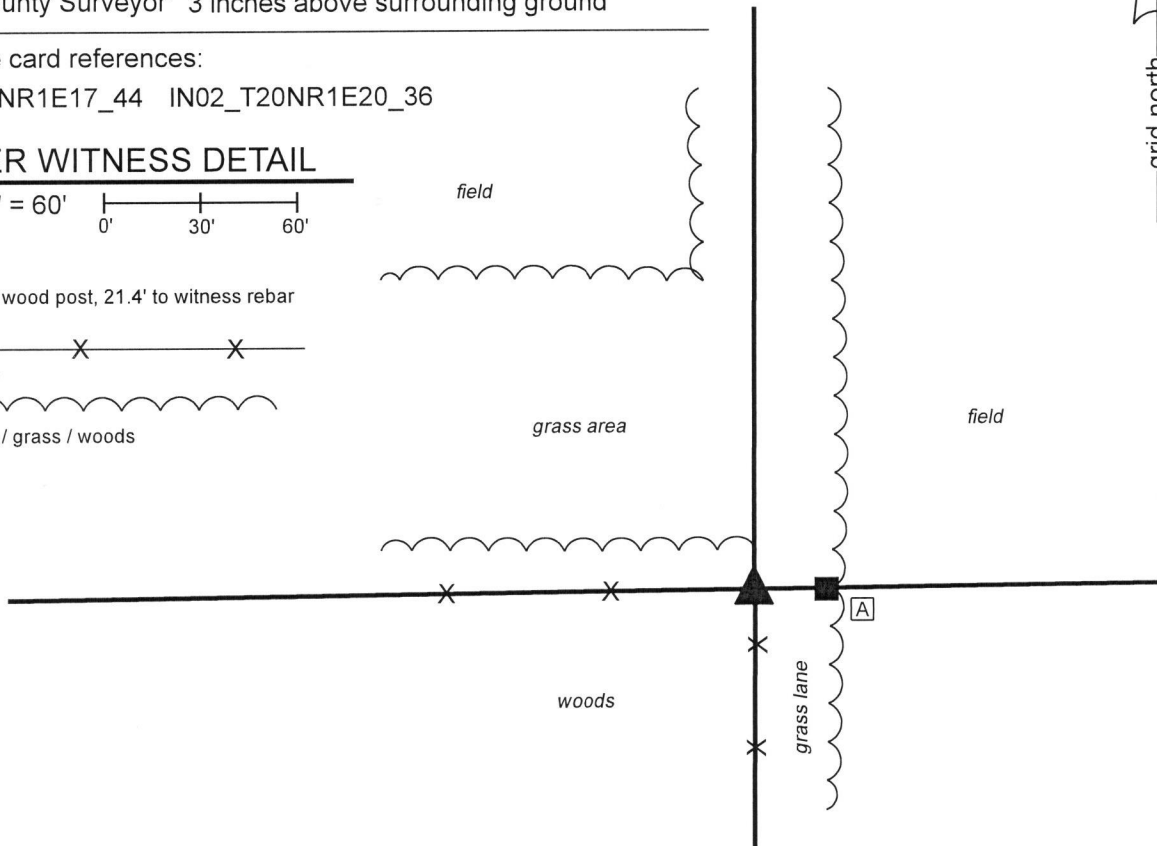 unty Surveyor" 3 inches above surrounding ground
card references:
NR1E17_44 IN02_T20NR1E20_36
ER WITNESS DETAIL
' = 60'
0' 30' 60'
wood post, 21.4' to witness rebar
X X
/ grass / woods
field
grass area
field
X X
A
X
woods
grass lane
X
grid north